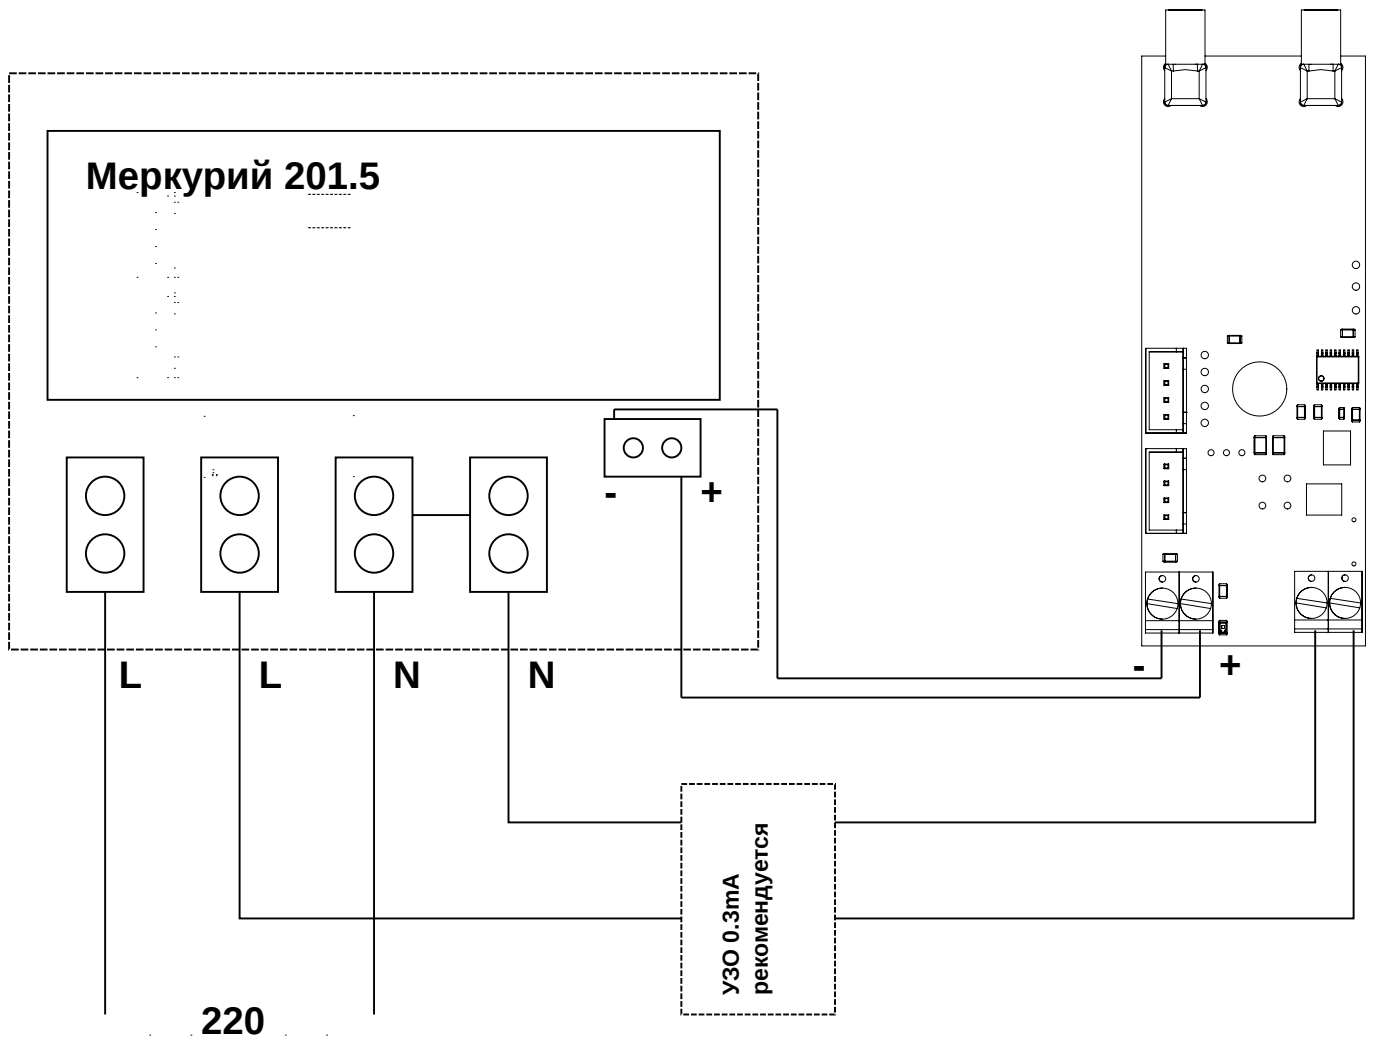 Меркурий 201.5
- +
L L N N
- +
УЗО 0.3mA
рекомендуется
220